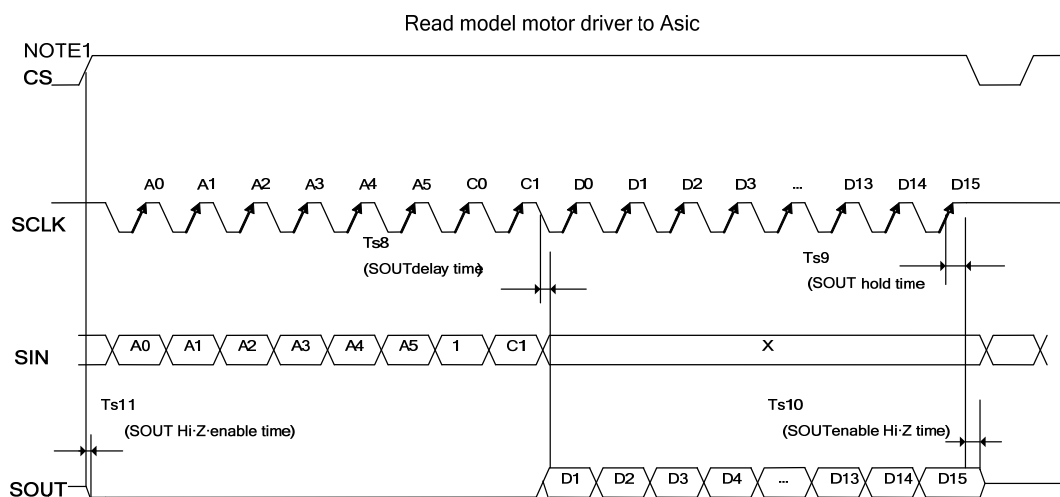 Read model motor driver to Asic
NOTE1
CS
A0 A1 A2 A3 A4 A5 C0 C1 D0 D1 D2 D3 ... D13 D14 D15
SCLK
Ts8
(SOUTdelay time)
Ts9
(SOUT hold time
SIN
A0 A1 A2 A3 A4 A5 1 C1 X
Ts11
(SOUT Hi-Z-enable time)
Ts10
(SOUTenable Hi-Z time)
SOUT
D1 D2 D3 D4 ... D13 D14 D15